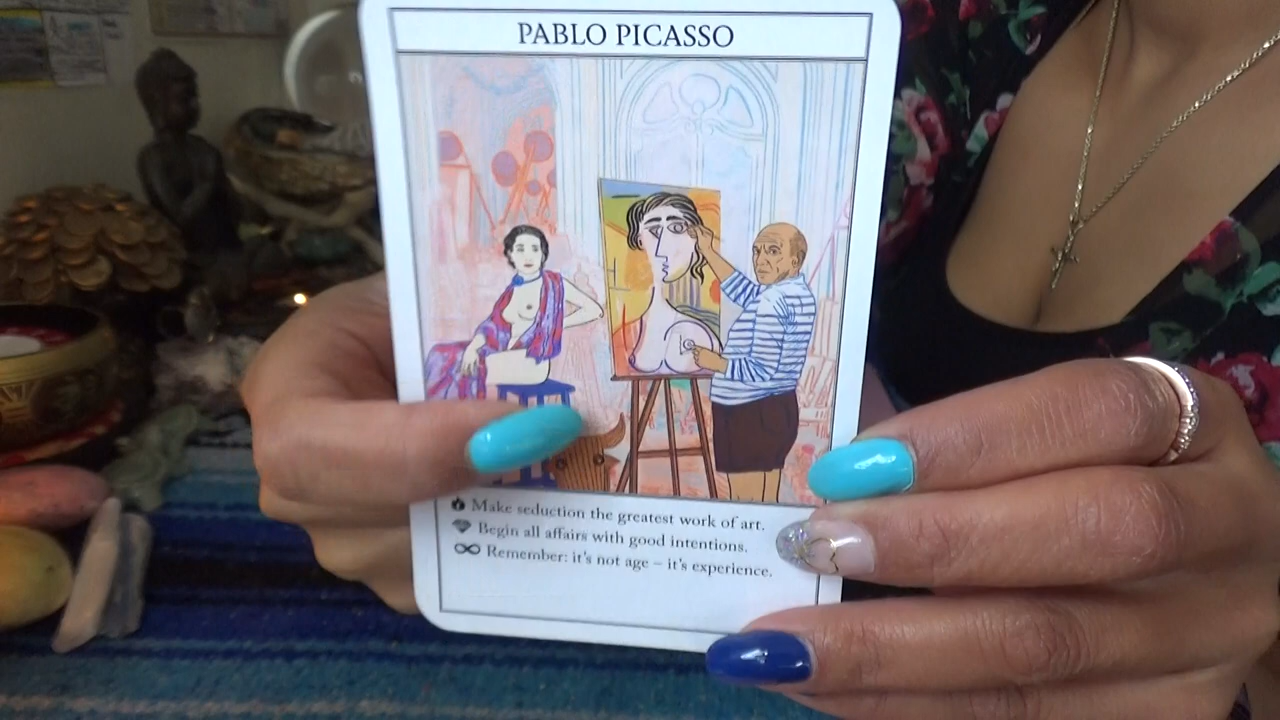 PABLO PICASSO
Make seduction the greatest work of art.
Begin all affairs with good intentions.
Remember: it's not age – it's experience.